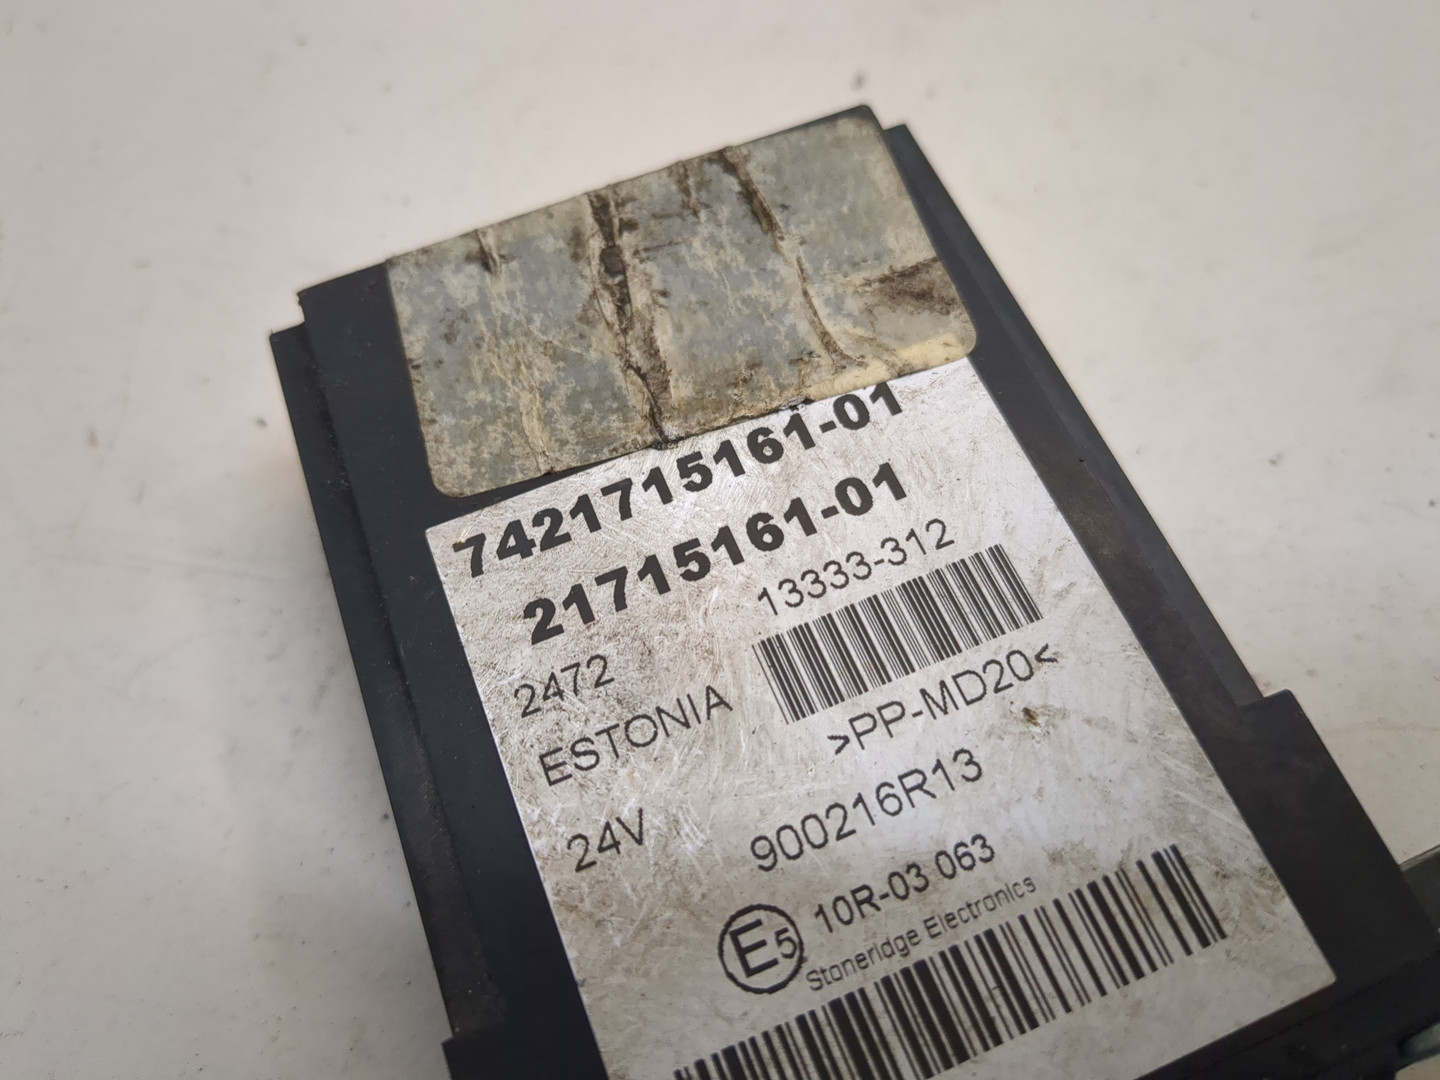 7421715161-01
21715161-01
13333-312
2472
ESTONIA
>PP-MD20<
24V
900216R13
E5 10R-03 063
Stoneridge Electronics